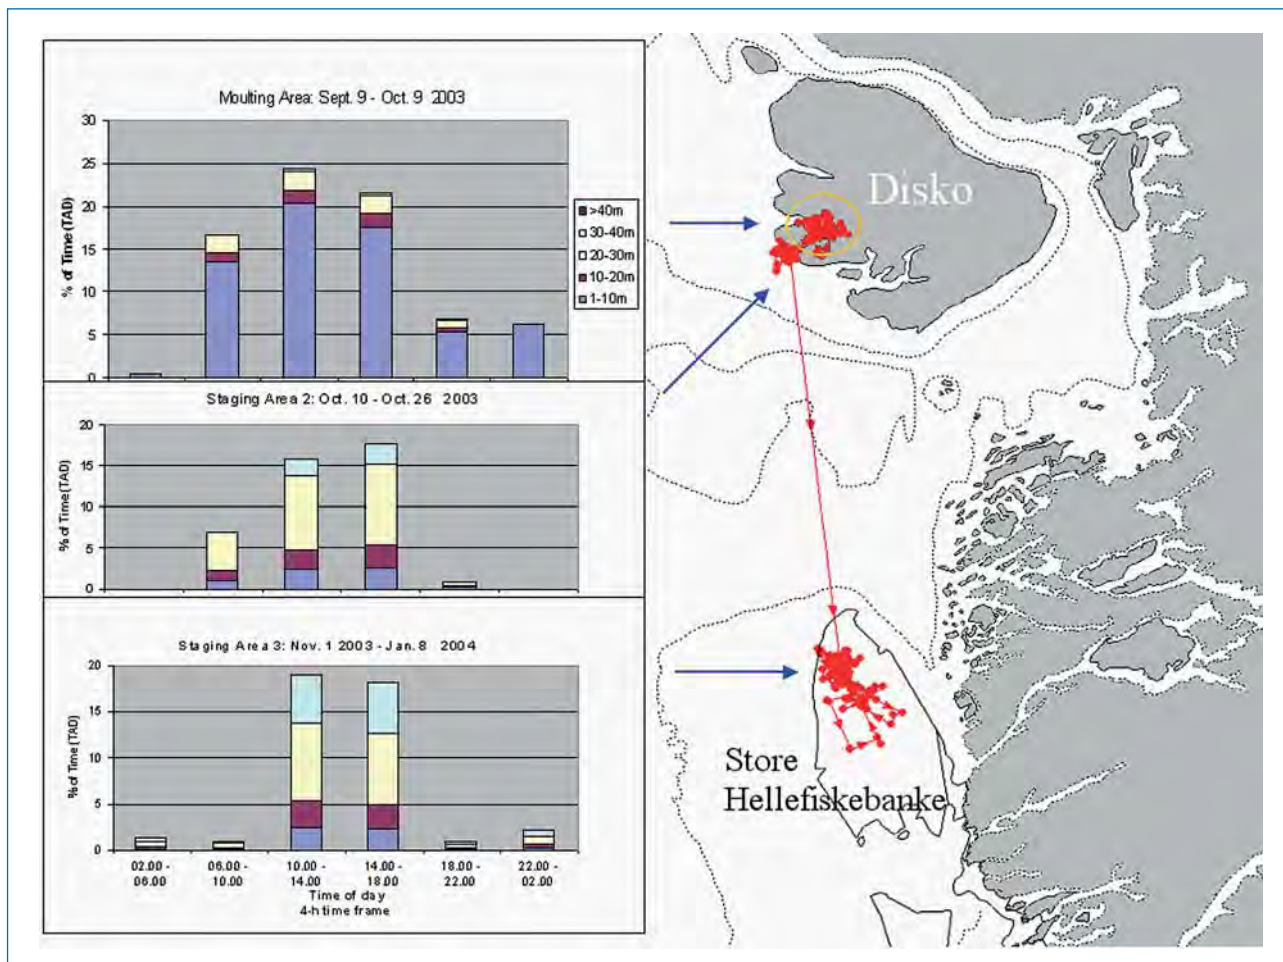 Moulting Area: Sept. 9 - Oct. 9 2003
% of Time (TAD)
30
25
20
15
10
5
0
>40m
30-40m
20-30m
10-20m
1-10m
Staging Area 2: Oct. 10 - Oct. 26 2003
% of Time (TAD)
20
15
10
5
0
Staging Area 3: Nov. 1 2003 - Jan. 8 2004
% of Time (TAD)
20
15
10
5
0
02.00 - 06.00
06.00 - 10.00
10.00 - 14.00
14.00 - 18.00
18.00 - 22.00
22.00 - 02.00
Time of day
4-h time frame
Disko
Store
Hellefiskebanke